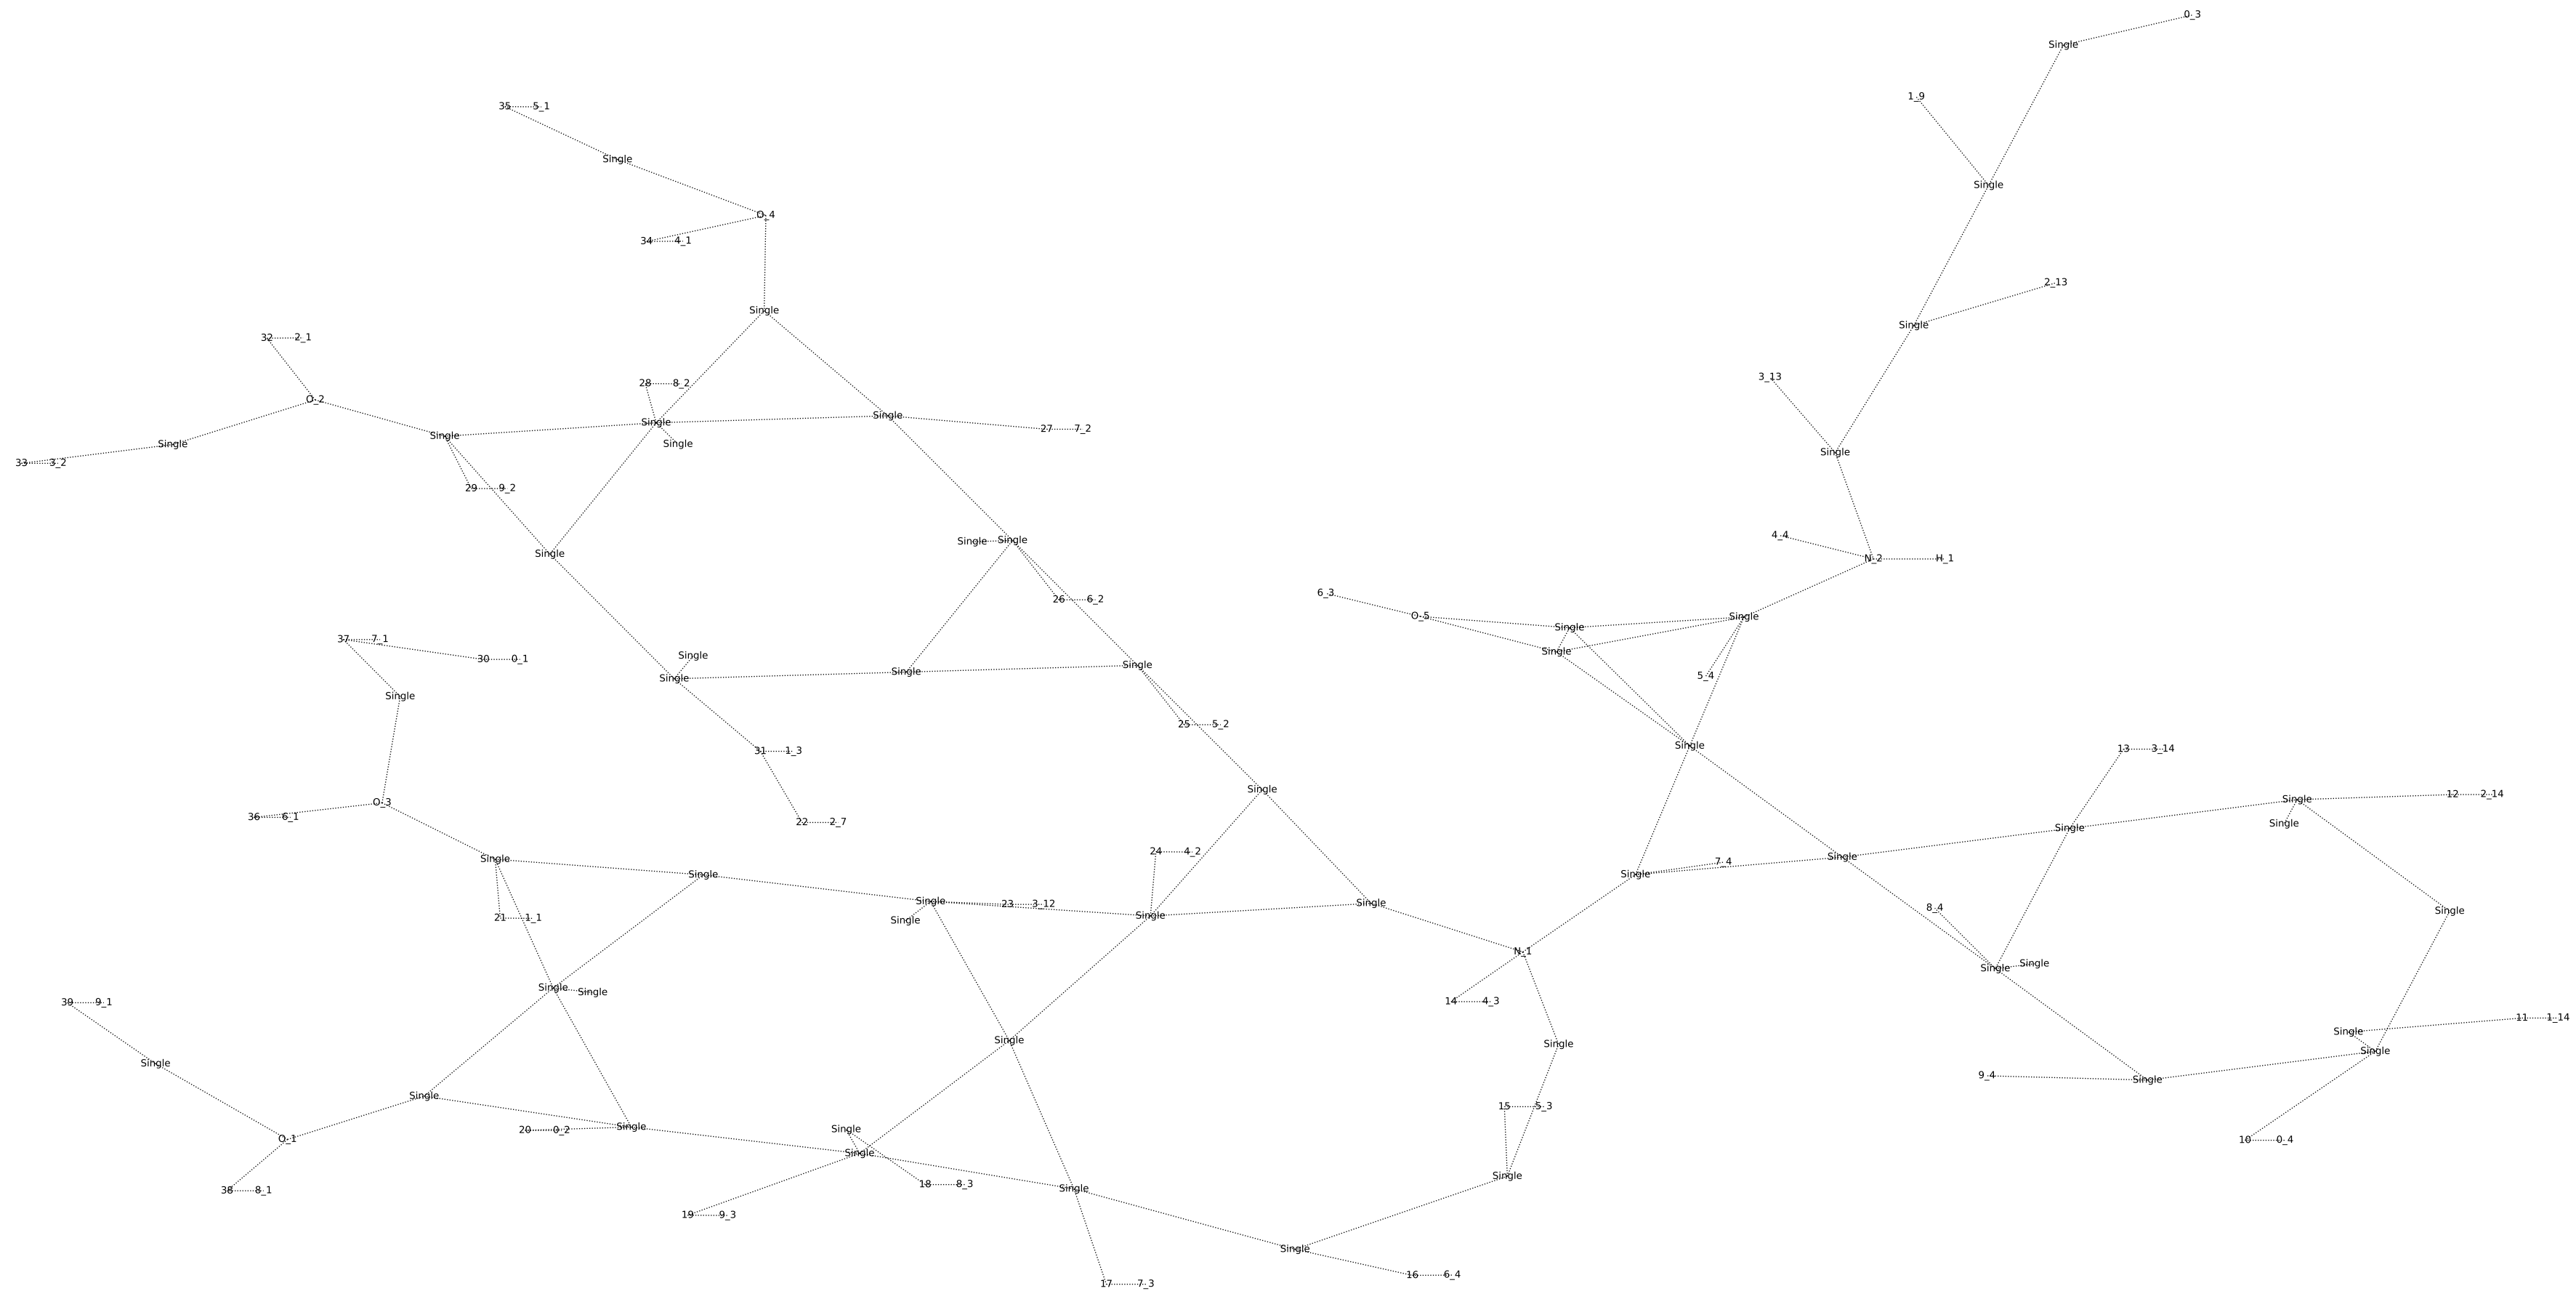 0_3
Single
1_9
35 5_1
Single
Single
O_4
34 4_1
2_13
Single
Single
32 2_1
3_13
28 8_2
O_2
Single
Single
27 7_2
Single
Single
Single
Single
33 3_2
29 9_2
4_4
Single
Single
Single
N_2
H_1
6_3
26 6_2
O_5
Single
Single
37 7_1
Single
Single
30 0_1
Single
Single
Single
5_4
Single
25 5_2
Single
31 1_3
13 3_14
Single
12 2_14
Single
O_3
36 6_1
22 2_7
Single
Single
24 4_2
Single
Single
7_4
Single
Single
Single
Single
23 3_12
8_4
Single
Single
21 1_1
Single
N_1
Single
Single
Single
Single
39 9_1
14 4_3
11 1_14
Single
Single
Single
Single
Single
9_4
Single
Single
15 5_3
Single
20 0_2
Single
O_1
10 0_4
Single
Single
18 8_3
Single
38 8_1
19 9_3
Single
16 6_4
17 7_3